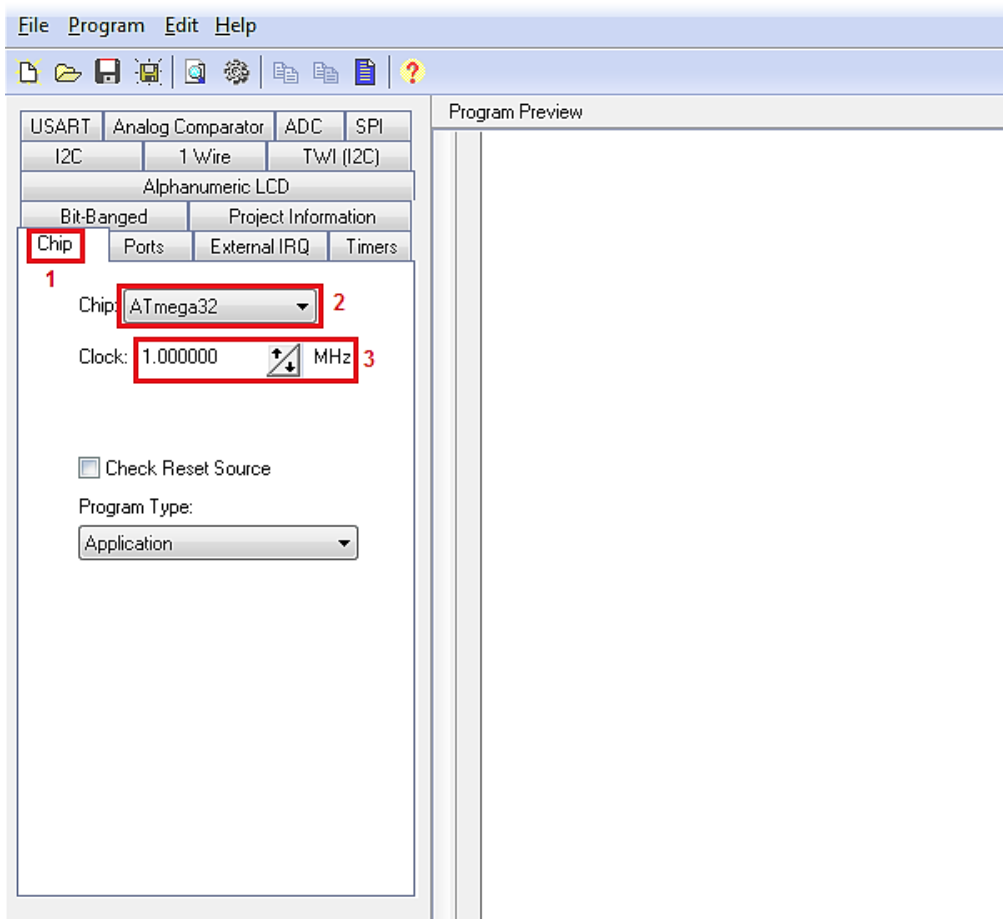 File Program Edit Help
?
Program Preview
USART Analog Comparator ADC SPI
I2C 1 Wire TWI (I2C)
Alphanumeric LCD
Bit-Banged Project Information
Chip Ports External IRQ Timers
1
Chip: ATmega32 2
Clock: 1.000000 MHz 3
Check Reset Source
Program Type:
Application